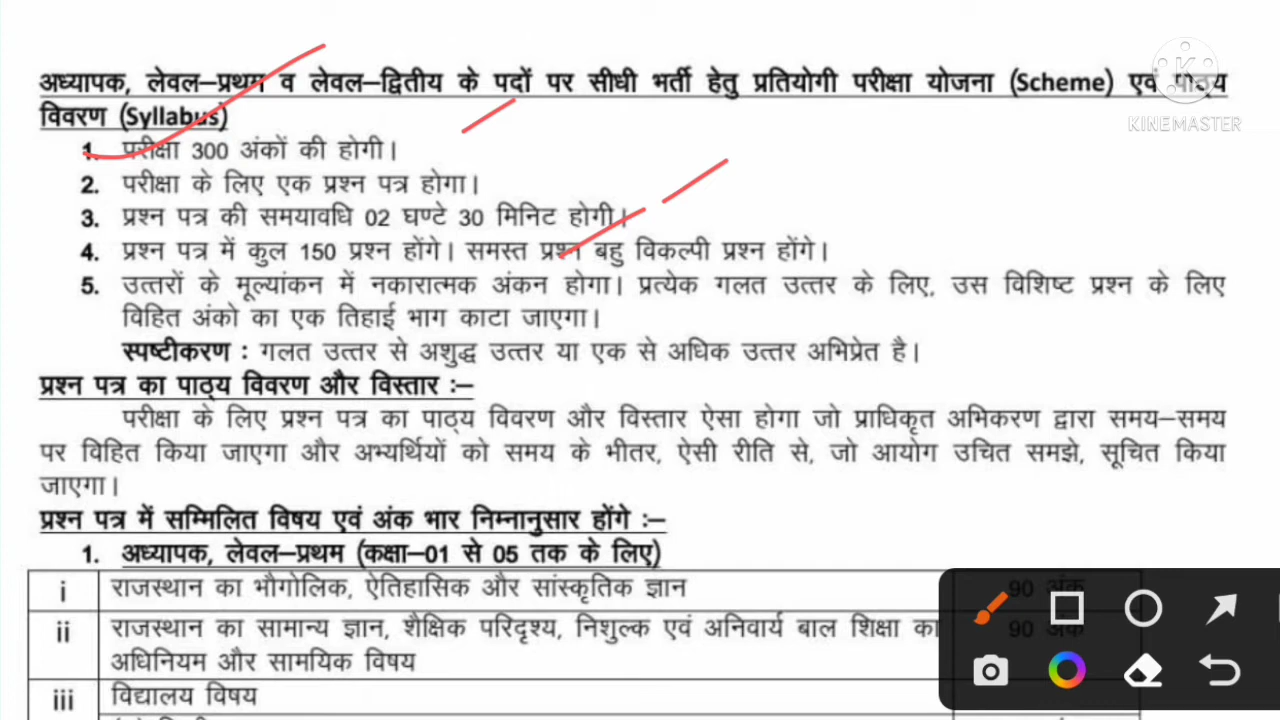 अध्यापक, लेवल–प्रथम व लेवल–द्वितीय के पदों पर सीधी भर्ती हेतु प्रतियोगी परीक्षा योजना (Scheme) एवं पाठ्य
विवरण (Syllabus)
1. परीक्षा 300 अंकों की होगी।
2. परीक्षा के लिए एक प्रश्न पत्र होगा।
3. प्रश्न पत्र की समयावधि 02 घण्टे 30 मिनिट होगी।
4. प्रश्न पत्र में कुल 150 प्रश्न होंगे। समस्त प्रश्न बहु विकल्पी प्रश्न होंगे।
5. उत्तरों के मूल्यांकन में नकारात्मक अंकन होगा। प्रत्येक गलत उत्तर के लिए, उस विशिष्ट प्रश्न के लिए
विहित अंको का एक तिहाई भाग काटा जाएगा।
स्पष्टीकरण : गलत उत्तर से अशुद्ध उत्तर या एक से अधिक उत्तर अभिप्रेत है।
प्रश्न पत्र का पाठ्य विवरण और विस्तार :–
परीक्षा के लिए प्रश्न पत्र का पाठ्य विवरण और विस्तार ऐसा होगा जो प्राधिकृत अभिकरण द्वारा समय–समय
पर विहित किया जाएगा और अभ्यर्थियों को समय के भीतर, ऐसी रीति से, जो आयोग उचित समझे, सूचित किया
जाएगा।
प्रश्न पत्र में सम्मिलित विषय एवं अंक भार निम्नानुसार होंगे :–
1. अध्यापक, लेवल–प्रथम (कक्षा–01 से 05 तक के लिए)
i राजस्थान का भौगोलिक, ऐतिहासिक और सांस्कृतिक ज्ञान 90 अंक
ii राजस्थान का सामान्य ज्ञान, शैक्षिक परिदृश्य, निशुल्क एवं अनिवार्य बाल शिक्षा का 90 अंक
अधिनियम और सामयिक विषय
iii विद्यालय विषय
KINEMASTER